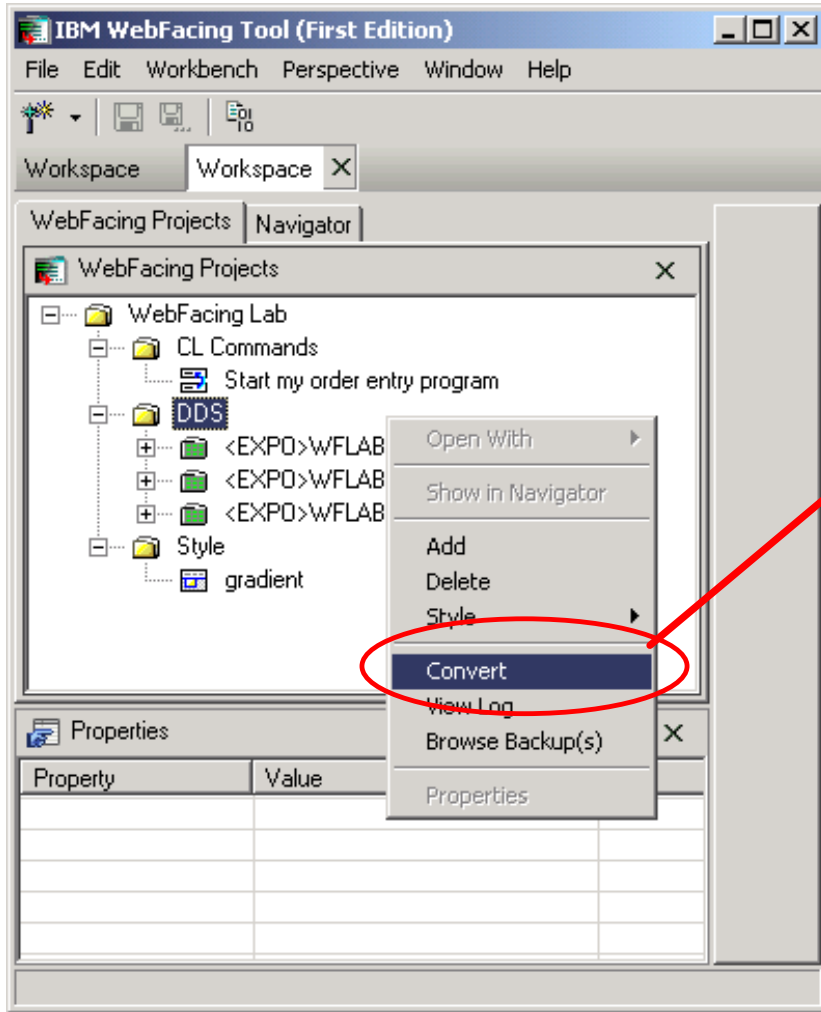 IBM WebFacing Tool (First Edition)
File Edit Workbench Perspective Window Help
Workspace Workspace
WebFacing Projects Navigator
WebFacing Projects
WebFacing Lab
CL Commands
Start my order entry program
DDS
<EXPO>WFLAB
<EXPO>WFLAB
<EXPO>WFLAB
Style
gradient
Open With
Show in Navigator
Add
Delete
Style
Convert
View Log
Browse Backup(s)
Properties
Properties
Property Value